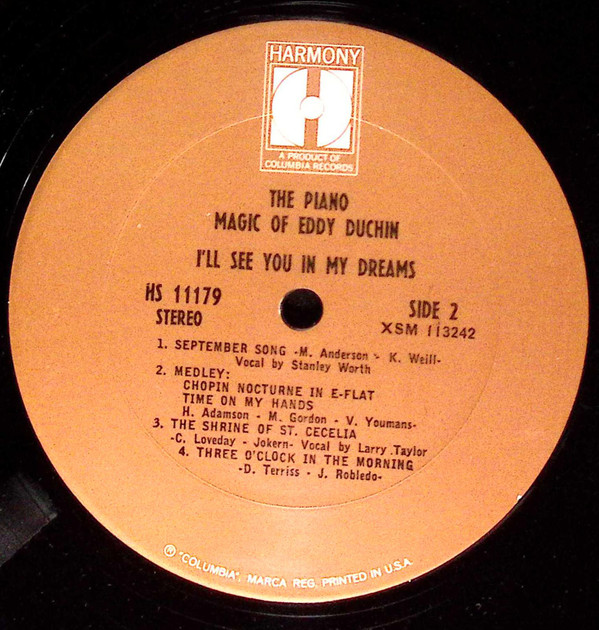 HARMONY
H
A PRODUCT OF
COLUMBIA RECORDS
THE PIANO
MAGIC OF EDDY DUCHIN
I'LL SEE YOU IN MY DREAMS
HS 11179
STEREO
SIDE 2
XSM 113242
1. SEPTEMBER SONG -M. Anderson - K. Weill-
Vocal by Stanley Worth
2. MEDLEY:
CHOPIN NOCTURNE IN E-FLAT
TIME ON MY HANDS
H. Adamson - M. Gordon - V. Youmans-
3. THE SHRINE OF ST. CECELIA
-C. Loveday - Jokern- Vocal by Larry Taylor
4. THREE O'CLOCK IN THE MORNING
-D. Terriss - J. Robledo-
® "COLUMBIA", MARCA REG. PRINTED IN U.S.A.